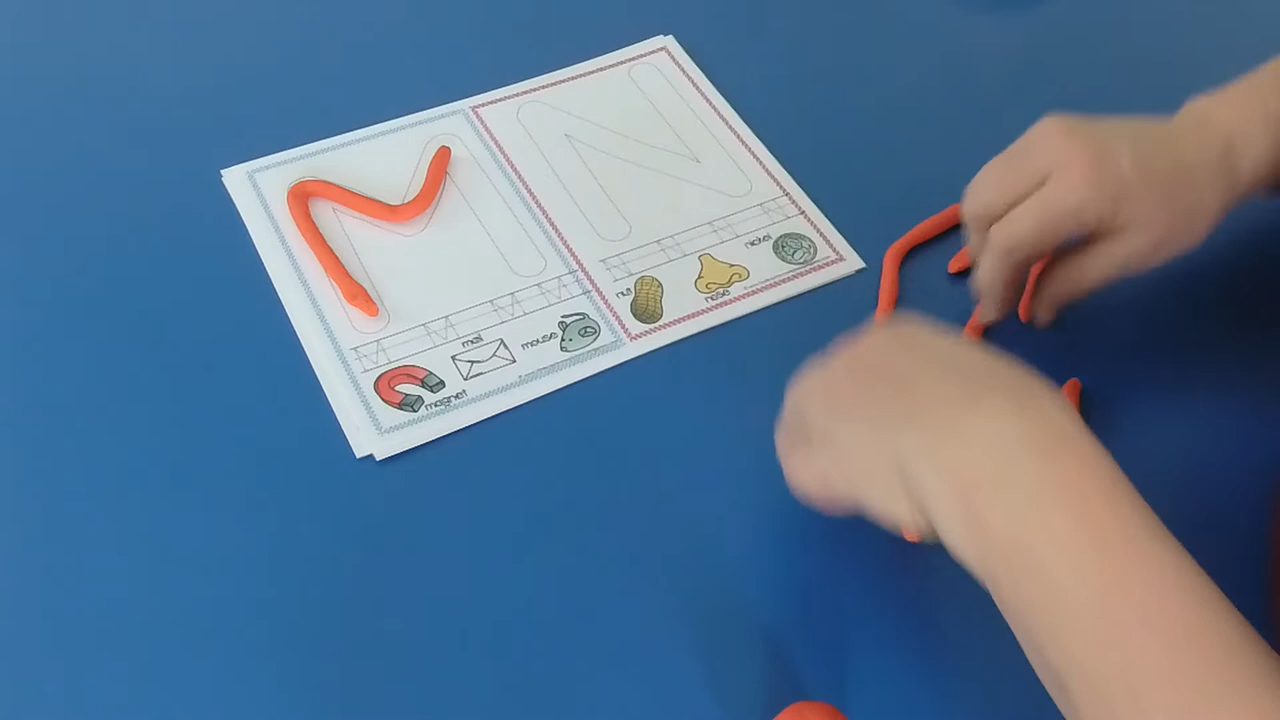 M
M M M M
mail
mouse
magnet
N
N N N N
nickel
nut
nose